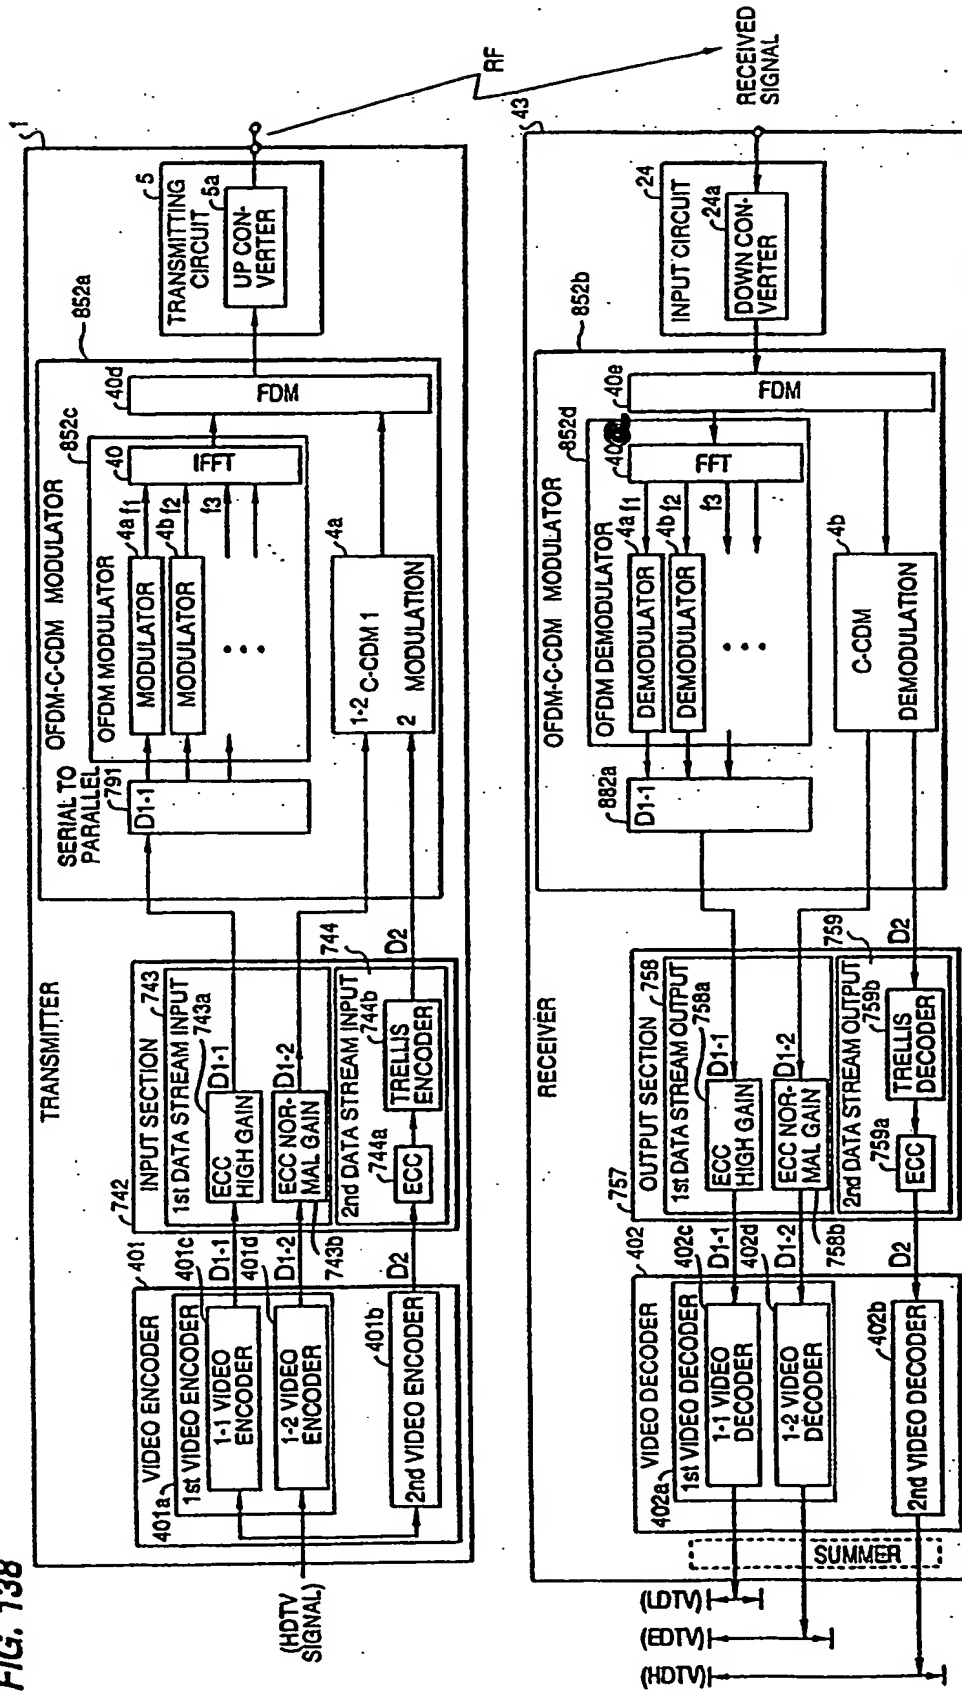 FIG. 138
TRANSMITTER
1
(HDTV
SIGNAL)
VIDEO ENCODER
401
401a
1st VIDEO ENCODER
401c
1-1 VIDEO
ENCODER
401d
1-2 VIDEO
ENCODER
401b
2nd VIDEO ENCODER
D1-1
D1-2
D2
742
INPUT SECTION
743
1st DATA STREAM INPUT
743a
ECC
HIGH GAIN
D1-1
ECC NOR-
MAL GAIN
D1-2
743b
744
2nd DATA STREAM INPUT
744a
ECC
744b
TRELLIS
ENCODER
D2
OFDM-C-CDM MODULATOR
852a
SERIAL TO
PARALLEL
791
D1-1
OFDM MODULATOR
852c
MODULATOR
4a
f1
MODULATOR
4b
f2
f3
40
IFFT
40d
FDM
4a
1-2 C-CDM 1
2 MODULATION
TRANSMITTING
CIRCUIT
5
5a
UP CON-
VERTER
RF
RECEIVED
SIGNAL
RECEIVER
43
INPUT CIRCUIT
24
24a
DOWN CON-
VERTER
OFDM-C-CDM MODULATOR
852b
40e
FDM
OFDM DEMODULATOR
852d
40
FFT
DEMODULATOR
4a
f1
DEMODULATOR
4b
f2
f3
882a
D1-1
4b
C-CDM
DEMODULATION
757
OUTPUT SECTION
758
1st DATA STREAM OUTPUT
758a
ECC
HIGH GAIN
D1-1
ECC NOR-
MAL GAIN
D1-2
758b
759
2nd DATA STREAM OUTPUT
759a
ECC
759b
TRELLIS
DECODER
D2
VIDEO DECODER
402
402a
1st VIDEO DECODER
402c
1-1 VIDEO
DECODER
402d
1-2 VIDEO
DECODER
402b
2nd VIDEO DECODER
D1-1
D1-2
D2
SUMMER
(LDTV)
(EDTV)
(HDTV)